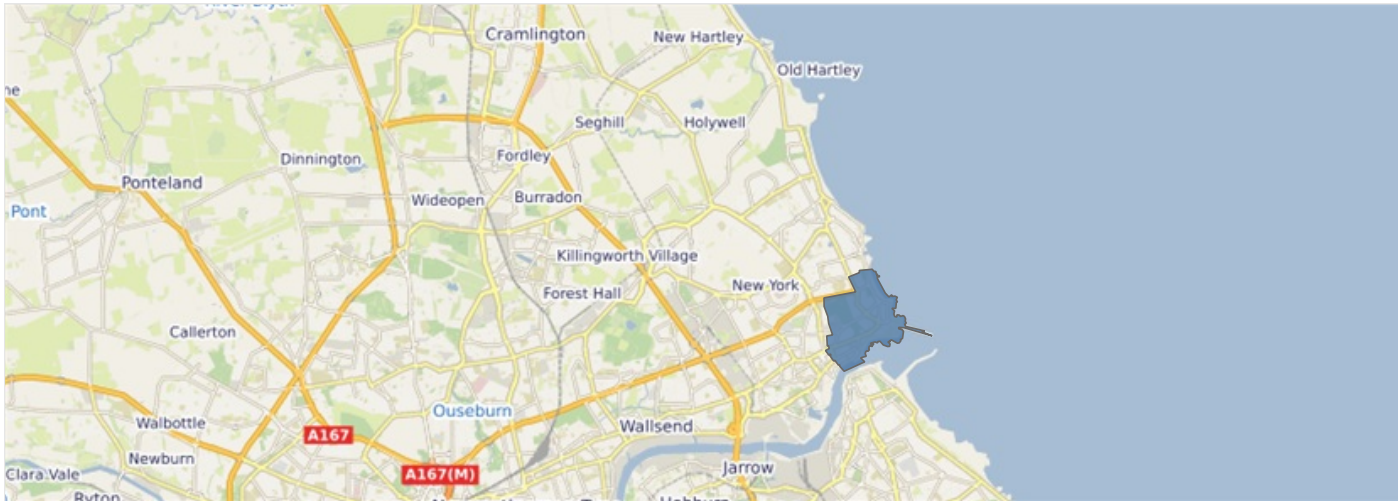 Cramlington
New Hartley
Old Hartley
Seghill
Holywell
Dinnington
Fordley
Ponteland
Wideopen
Burradon
Pont
Killingworth Village
New York
Forest Hall
Callerton
Ouseburn
Walbottle
Wallsend
A167
Newburn
Jarrow
Clara Vale
A167(M)